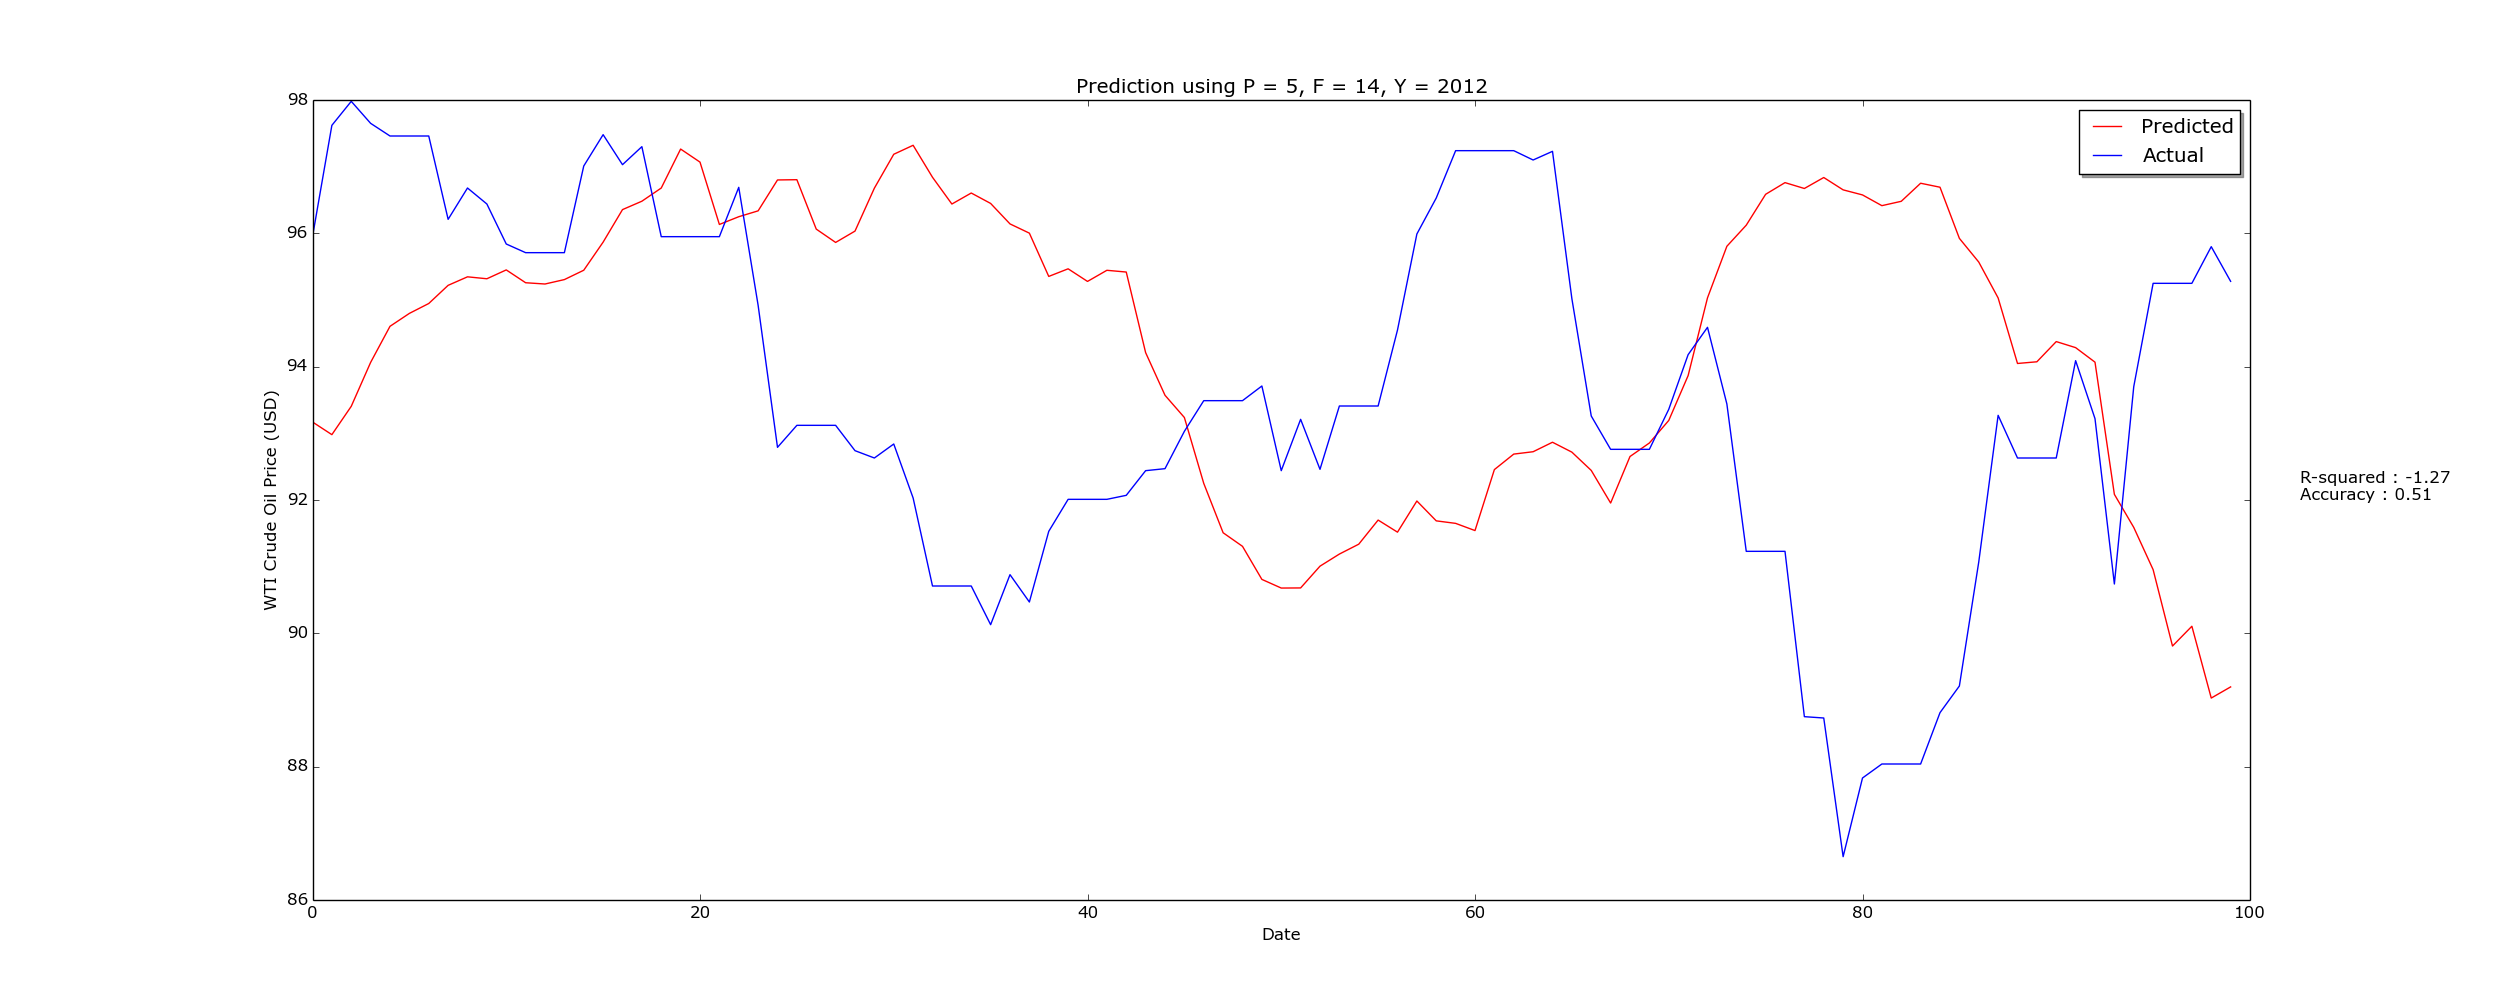 Prediction using P = 5, F = 14, Y = 2012
98
96
94
92
90
88
86
WTI Crude Oil Price (USD)
Predicted
Actual
R-squared : -1.27
Accuracy : 0.51
0 20 40 60 80 100
Date